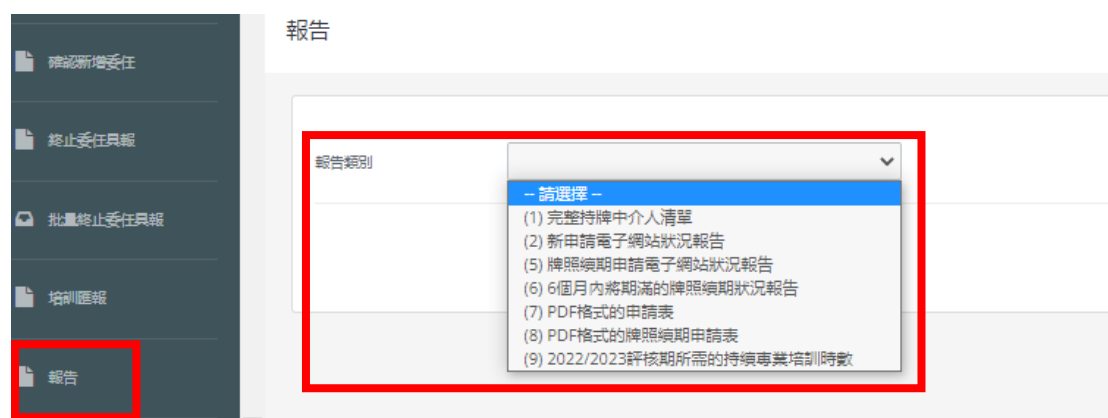 報告
確認新增委任
終止委任具報
批量終止委任具報
培訓匯報
報告
報告類別
-- 請選擇 --
(1) 完整持牌中介人清單
(2) 新申請電子網站狀況報告
(5) 牌照續期申請電子網站狀況報告
(6) 6個月內將期滿的牌照續期狀況報告
(7) PDF格式的申請表
(8) PDF格式的牌照續期申請表
(9) 2022/2023評核期所需的持續專業培訓時數